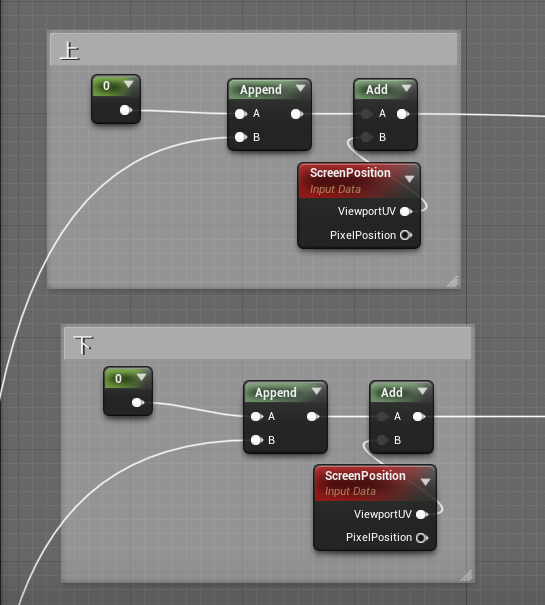 上
0
Append
Add
A
A
B
B
ScreenPosition
Input Data
ViewportUV
PixelPosition
下
0
Append
Add
A
A
B
B
ScreenPosition
Input Data
ViewportUV
PixelPosition